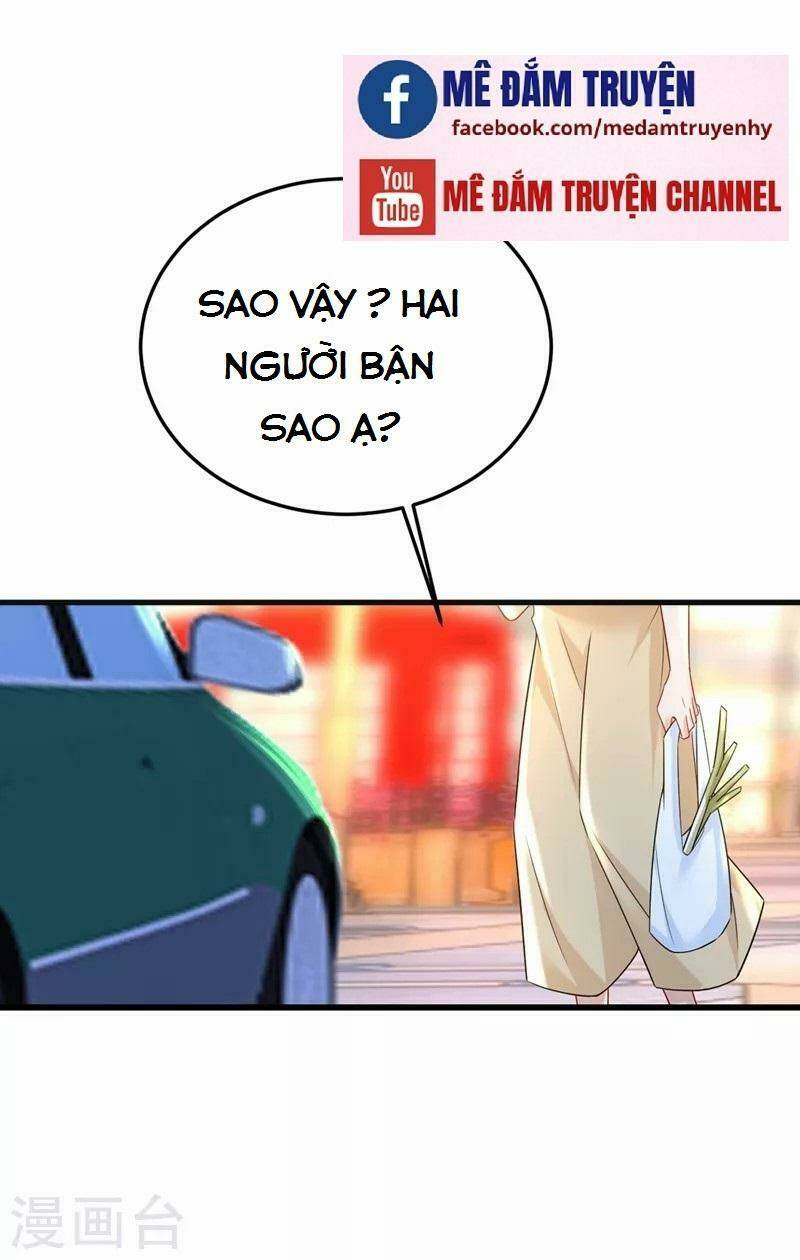 MÊ ĐẮM TRUYỆN
facebook.com/medamtruyenhy
You
Tube
MÊ ĐẮM TRUYỆN CHANNEL
SAO VẬY ? HAI
NGƯỜI BẬN
SAO Ạ?
漫画台